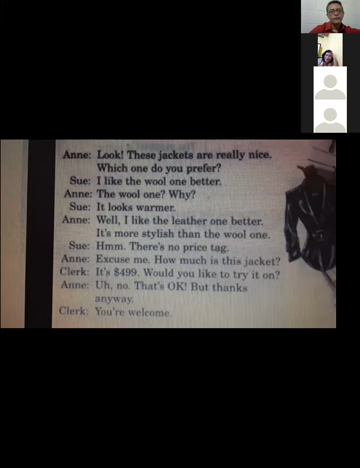 Anne: Look! These jackets are really nice.
Which one do you prefer?
Sue: I like the wool one better.
Anne: The wool one? Why?
Sue: It looks warmer.
Anne: Well, I like the leather one better.
It's more stylish than the wool one.
Sue: Hmm. There's no price tag.
Anne: Excuse me. How much is this jacket?
Clerk: It's $499. Would you like to try it on?
Anne: Uh, no. That's OK! But thanks
anyway.
Clerk: You're welcome.